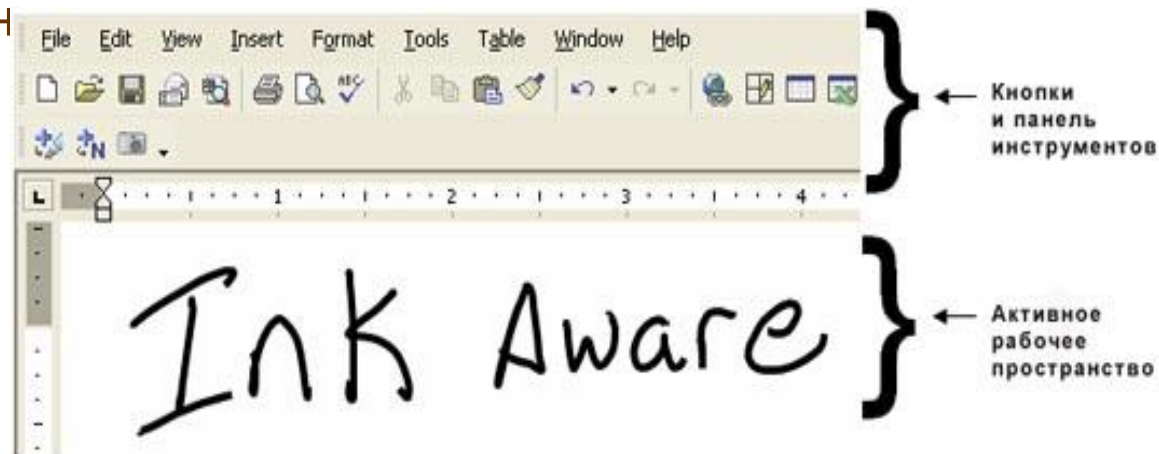 File Edit View Insert Format Tools Table Window Help
ABC
N
Кнопки
и панель
инструментов
L
1 2 3 4
Ink Aware
Активное
рабочее
пространство